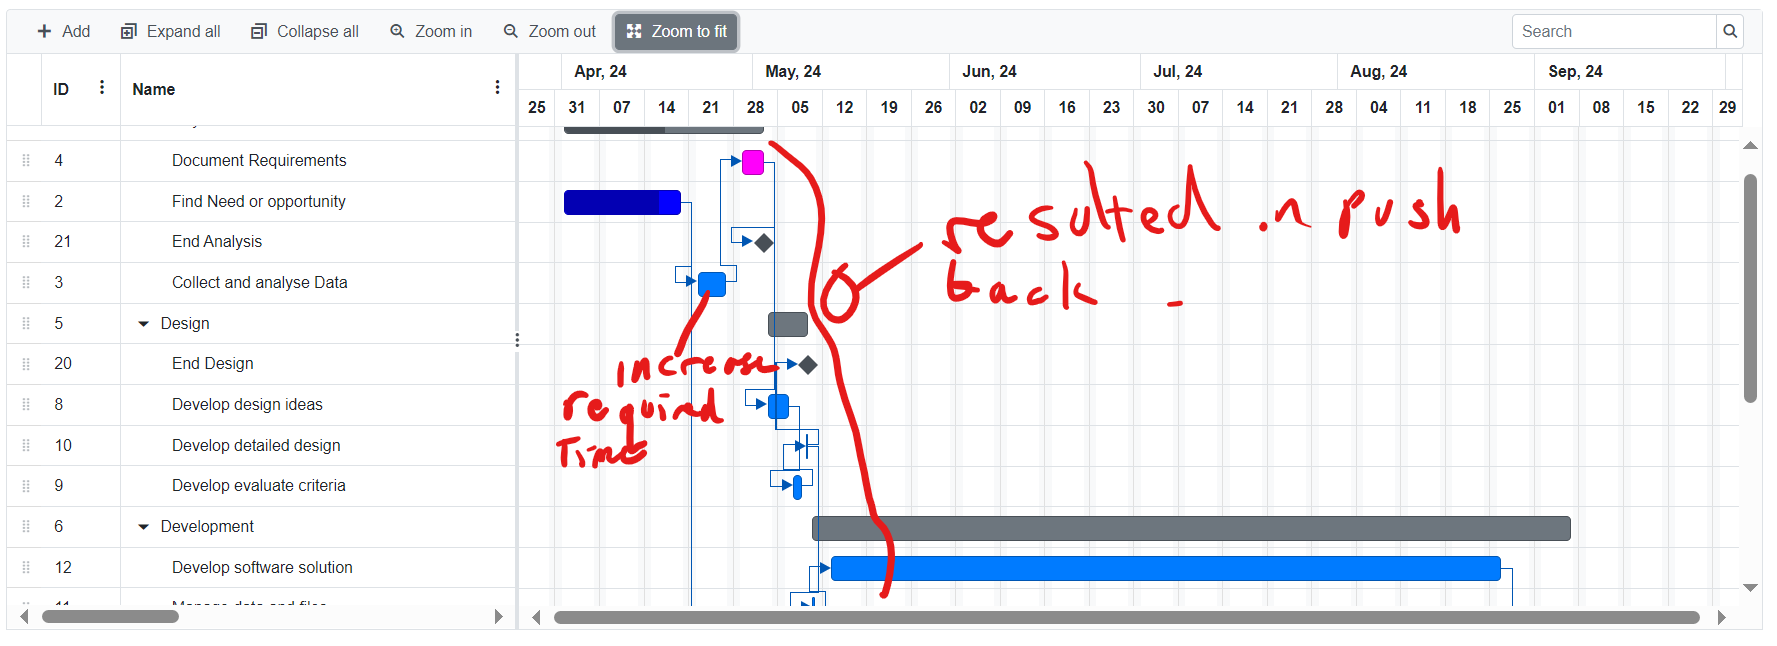 Add Expand all Collapse all Zoom in Zoom out Zoom to fit Search
ID Name
Apr, 24 May, 24 Jun, 24 Jul, 24 Aug, 24 Sep, 24
25 31 07 14 21 28 05 12 19 26 02 09 16 23 30 07 14 21 28 04 11 18 25 01 08 15 22 29
4 Document Requirements
2 Find Need or opportunity
21 End Analysis
3 Collect and analyse Data
5 Design
20 End Design
8 Develop design ideas
10 Develop detailed design
9 Develop evaluate criteria
6 Development
12 Develop software solution
11 Manage data and files
resulted in push
back
increase
required
Time